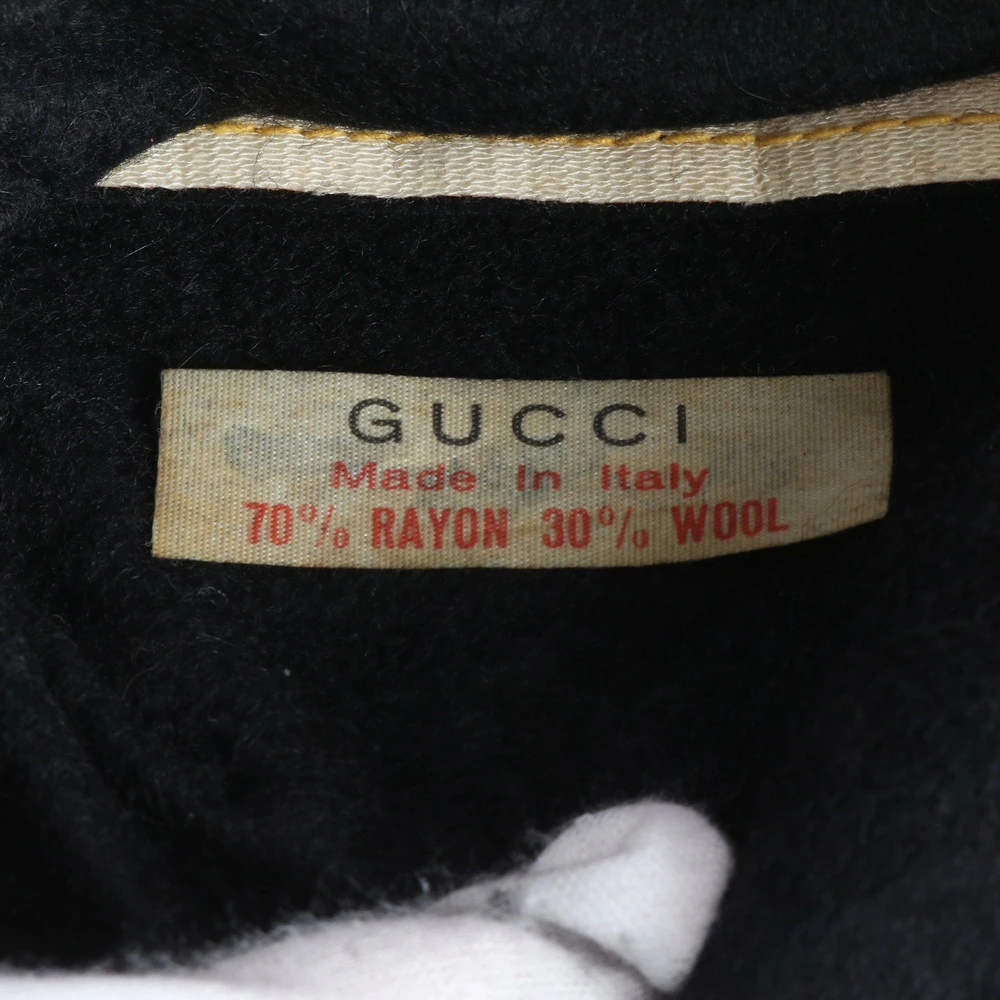 GUCCI
Made In Italy
70% RAYON 30% WOOL